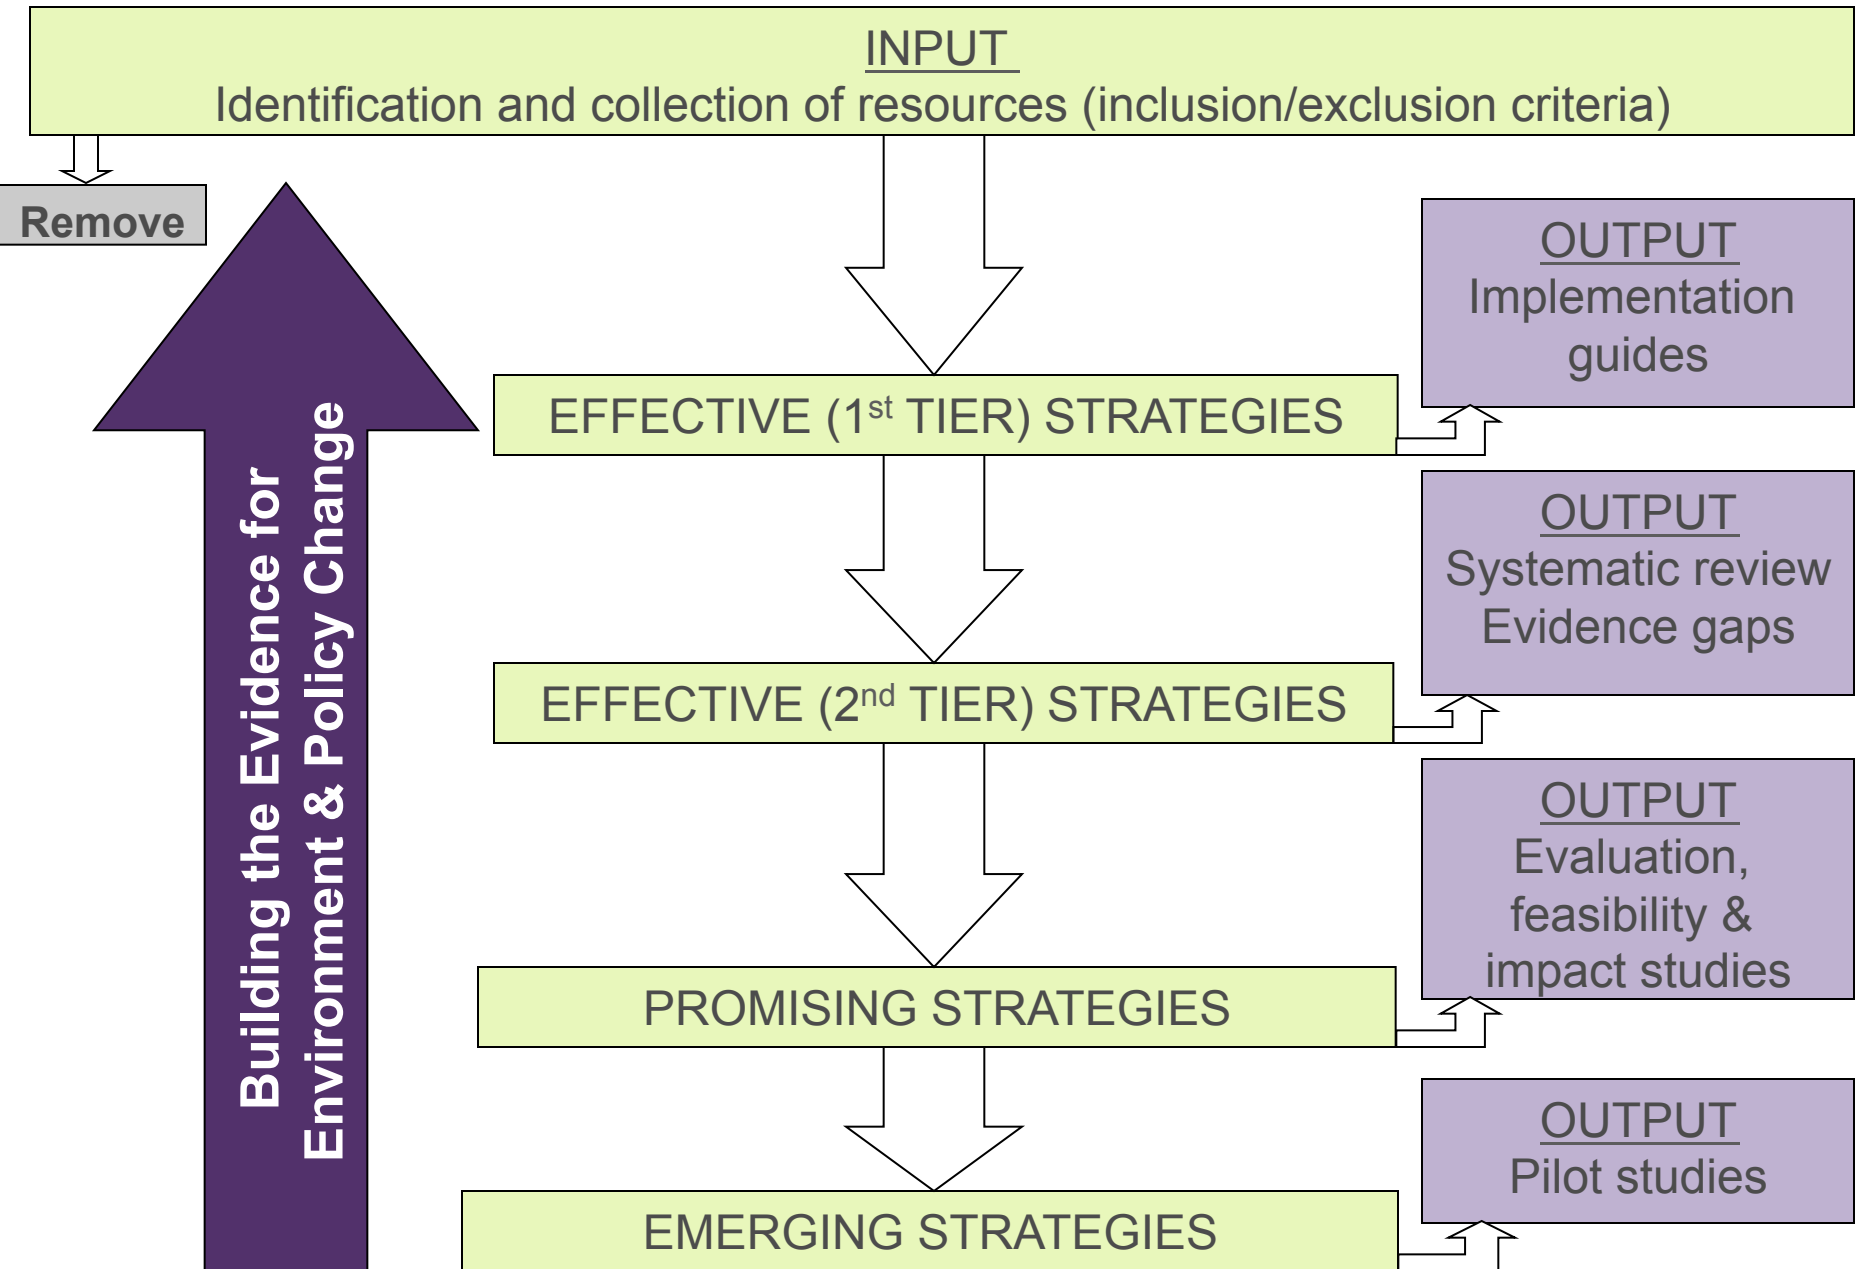 INPUT
Identification and collection of resources (inclusion/exclusion criteria)
Remove
Building the Evidence for
Environment & Policy Change
EFFECTIVE (1st TIER) STRATEGIES
OUTPUT
Implementation
guides
EFFECTIVE (2nd TIER) STRATEGIES
OUTPUT
Systematic review
Evidence gaps
PROMISING STRATEGIES
OUTPUT
Evaluation,
feasibility &
impact studies
EMERGING STRATEGIES
OUTPUT
Pilot studies